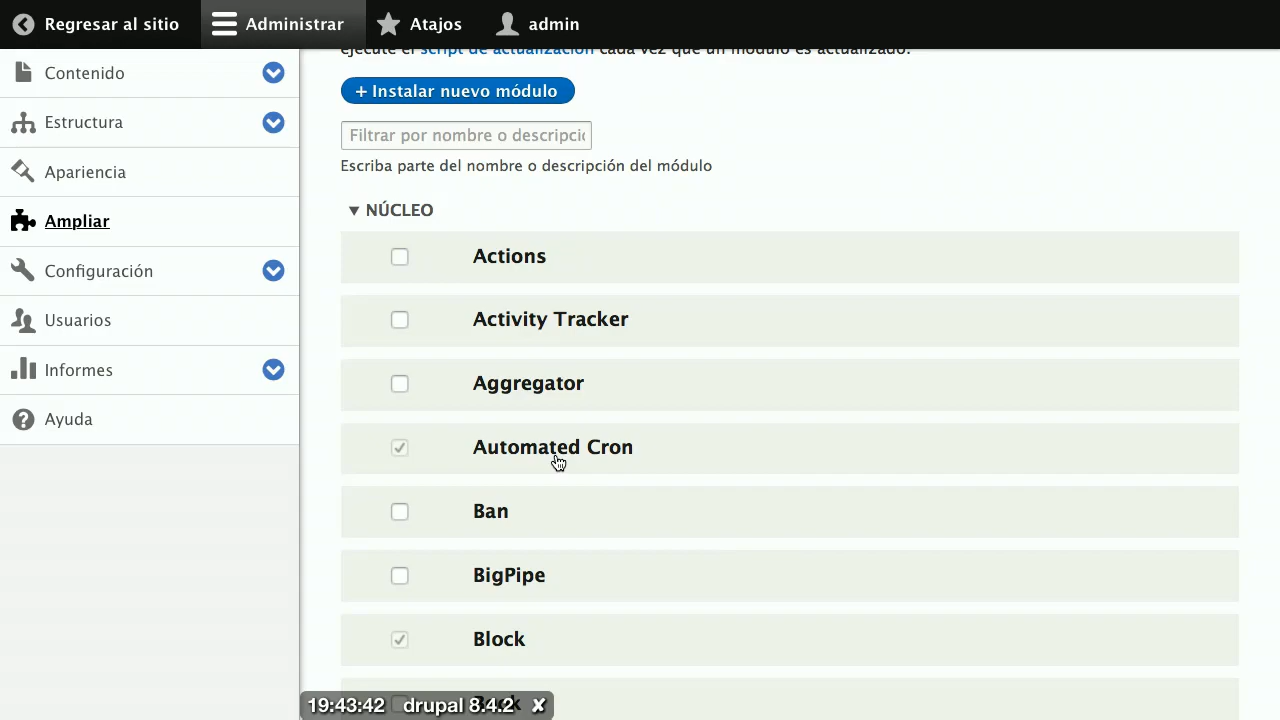 Regresar al sitio
Administrar
Atajos
admin
ejecute el script de actualización cada vez que un módulo es actualizado.
Contenido
Estructura
Apariencia
Ampliar
Configuración
Usuarios
Informes
Ayuda
+ Instalar nuevo módulo
Filtrar por nombre o descripció
Escriba parte del nombre o descripción del módulo
▼ NÚCLEO
Actions
Activity Tracker
Aggregator
Automated Cron
Ban
BigPipe
Block
19:43:42 drupal 8.4.2 ✘